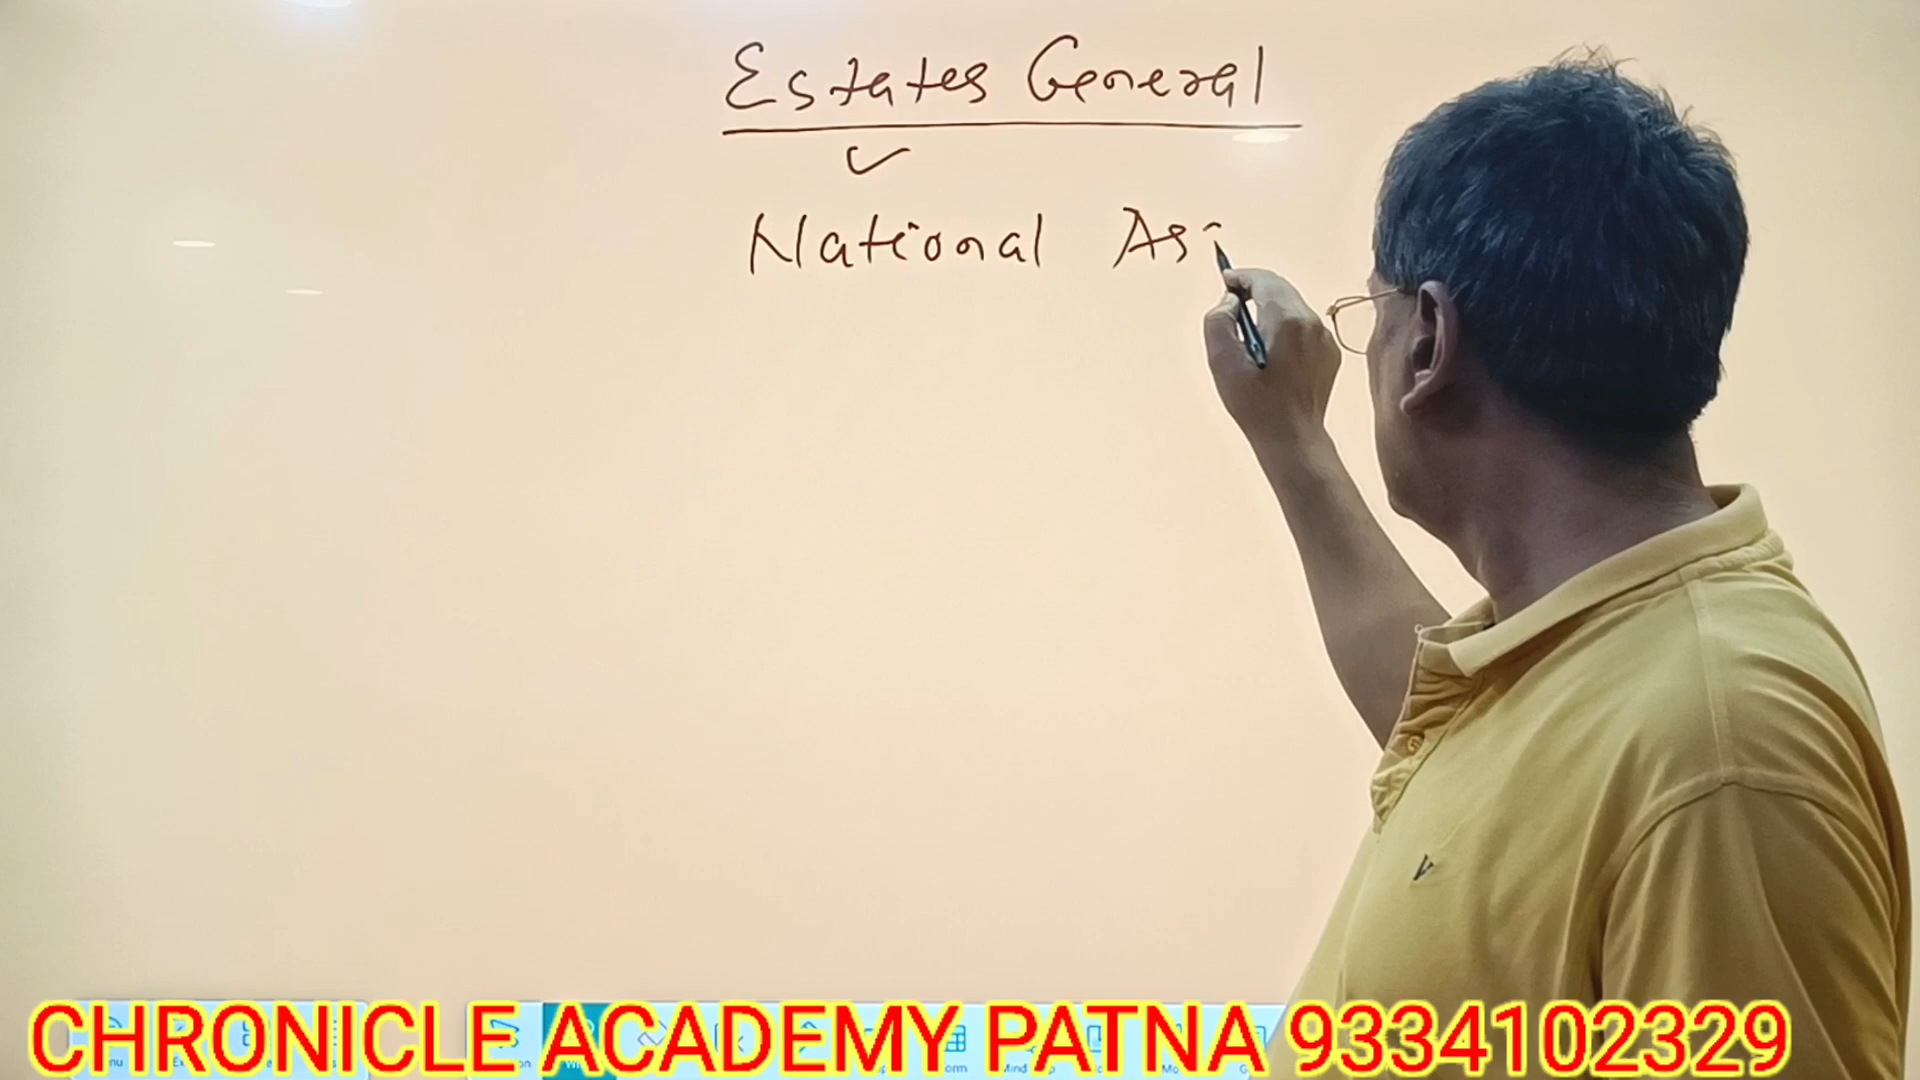 Estates General
National As
CHRONICLE ACADEMY PATNA 9334102329